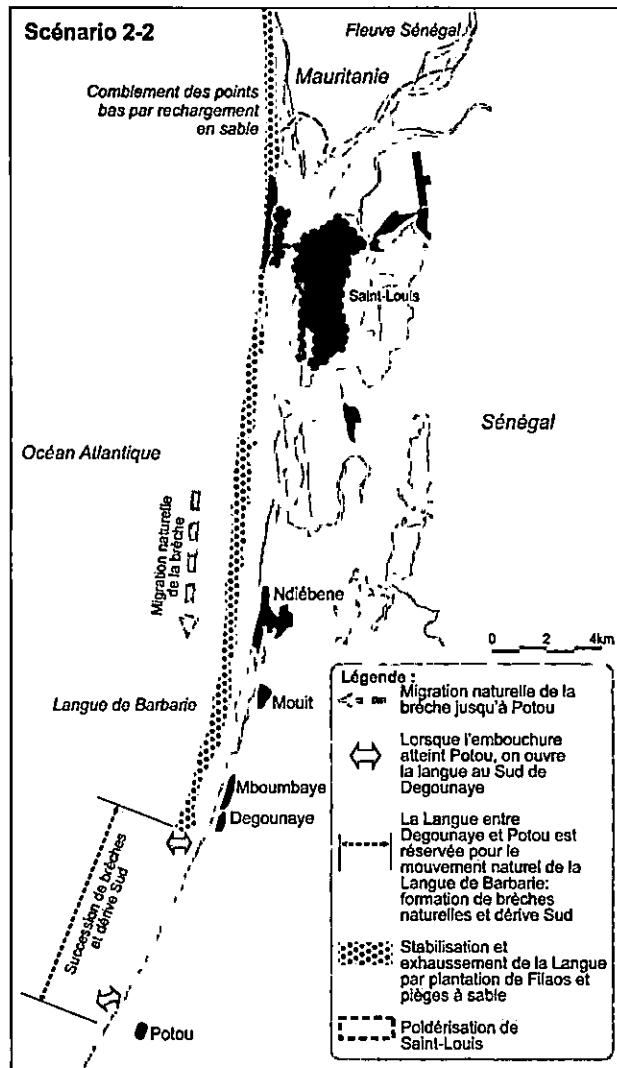 Scénario 2-2
Fleuve Sénégal
Mauritanie
Comblement des points
bas par rechargement
en sable
Saint-Louis
Sénégal
Océan Atlantique
Migration naturelle
de la brèche
Ndiébene
0 2 4km
Langue de Barbarie
Mouit
Mboumbaye
Degounaye
Succession de brèches
et dérive Sud
Potou
Légende :
Migration naturelle de la
brèche jusqu'à Potou
Lorsque l'embouchure
atteint Potou, on ouvre
la langue au Sud de
Degounaye
La Langue entre
Degounaye et Potou est
réservée pour le
mouvement naturel de la
Langue de Barbarie:
formation de brèches
naturelles et dérive Sud
Stabilisation et
exhaussement de la Langue
par plantation de Filaos et
pièges à sable
Poldérisation de
Saint-Louis